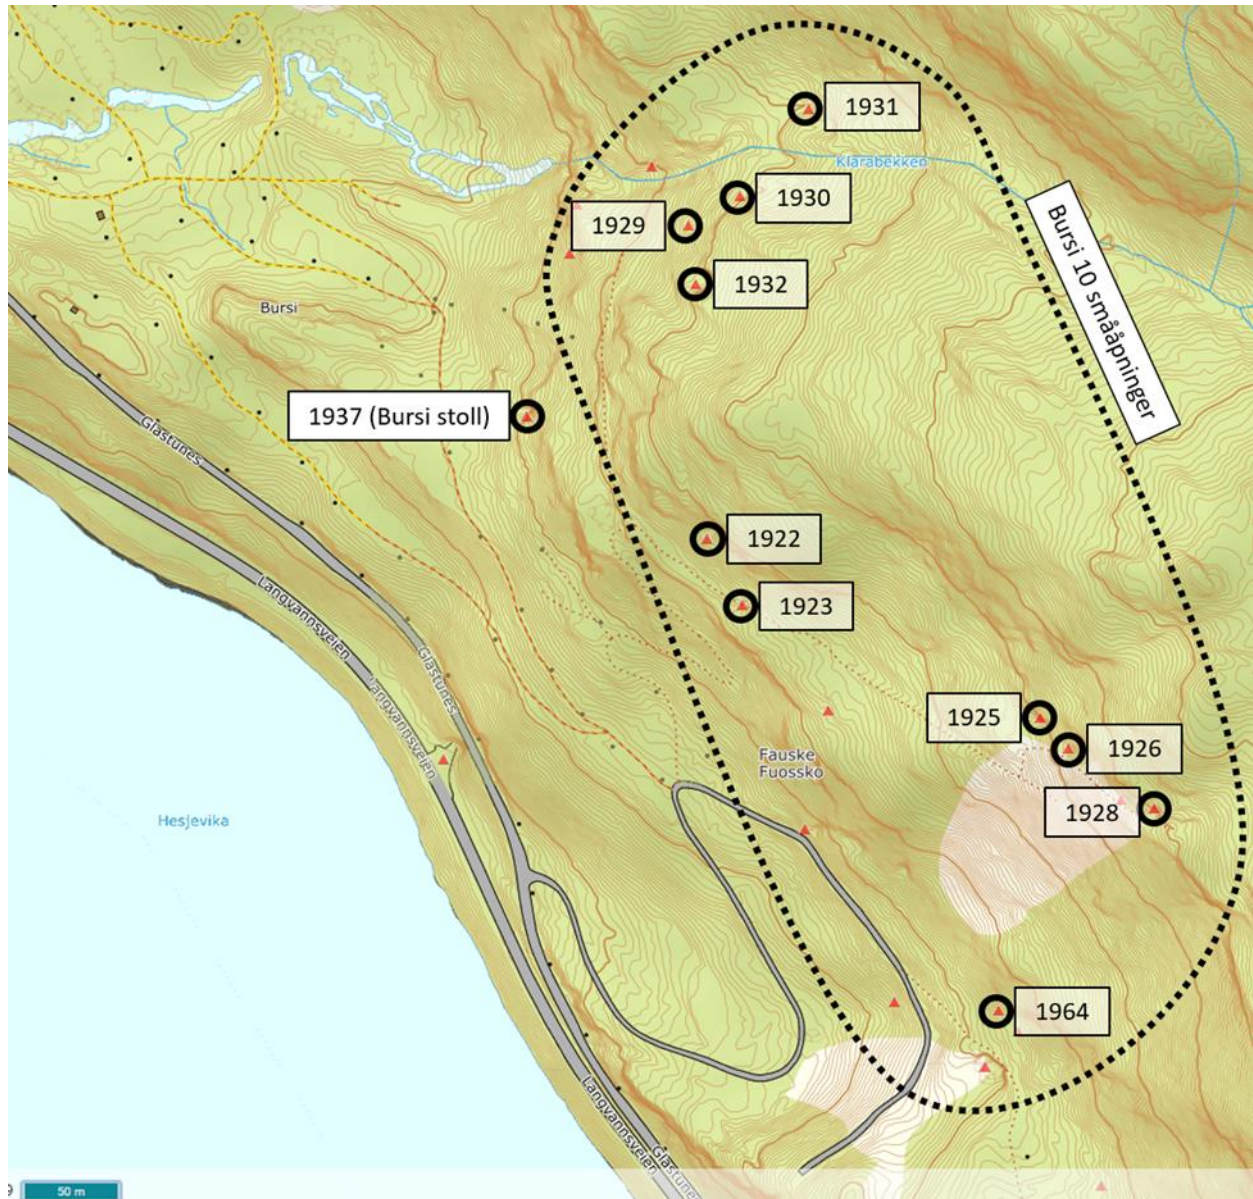 1931
Klarabekken
1930
1929
1932
Bursi 10 småapninger
Bursi
1937 (Bursi stoll)
Glastunes
1922
Langvannsveien
1923
Glastunes
Langvannsveien
1925
1926
Fauske
Fuossko
1928
Hesjevika
1964
Langvannsveien
Glastunes
50 m